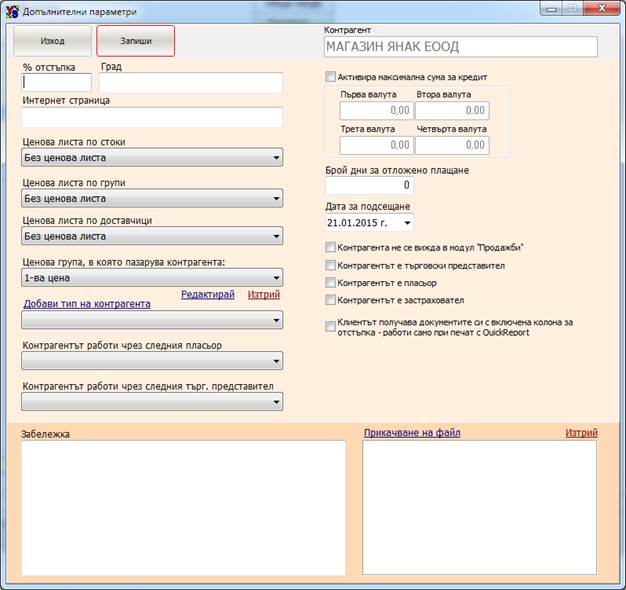 Допълнителни параметри
Изход
Запиши
Контрагент
МАГАЗИН ЯНАК ЕООД
% отстъпка
Град
Интернет страница
Ценова листа по стоки
Без ценова листа
Ценова листа по групи
Без ценова листа
Ценова листа по доставчици
Без ценова листа
Ценова група, в която пазарува контрагента:
1-ва цена
Редактирай
Изтрий
Добави тип на контрагента
Контрагентът работи чрез следния пласьор
Контрагентът работи чрез следния търг. представител
Активира максимална сума за кредит
Първа валута
Втора валута
0,00
0,00
Трета валута
Четвърта валута
0,00
0,00
Брой дни за отложено плащане
0
Дата за подсещане
21.01.2015 г.
Контрагента не се вижда в модул "Продажби"
Контрагентът е търговски представител
Контрагентът е пласьор
Контрагентът е застраховател
Клиентът получава документите си с включена колона за
отстъпка - работи само при печат с QuickReport
Забележка
Прикачване на файл
Изтрий